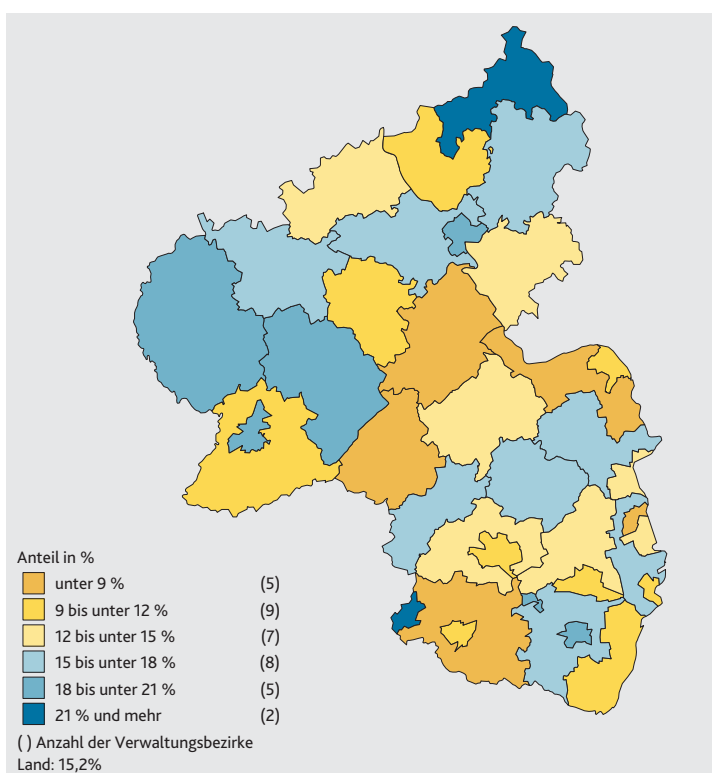 Anteil in %
unter 9 % (5)
9 bis unter 12 % (9)
12 bis unter 15 % (7)
15 bis unter 18 % (8)
18 bis unter 21 % (5)
21 % und mehr (2)
( ) Anzahl der Verwaltungsbezirke
Land: 15,2%